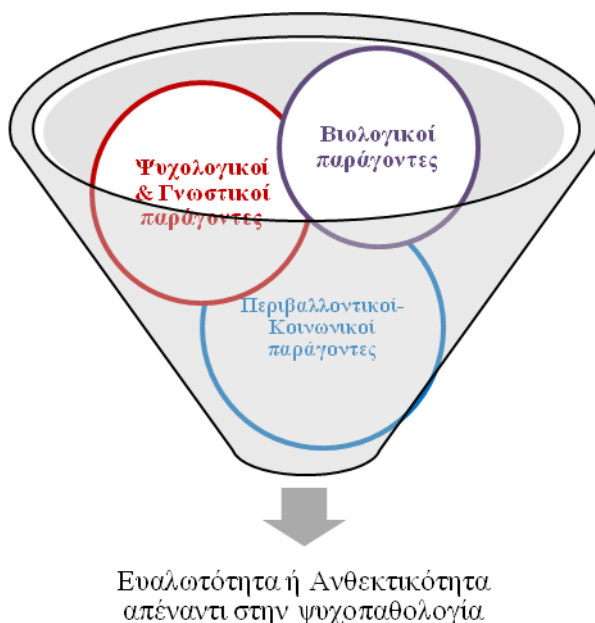 Ψυχολογικοί
& Γνωστικοί
παράγοντες
Βιολογικοί
παράγοντες
Περιβαλλοντικοί-
Κοινωνικοί
παράγοντες
Ευαλωτότητα ή Ανθεκτικότητα
απέναντι στην ψυχοπαθολογία